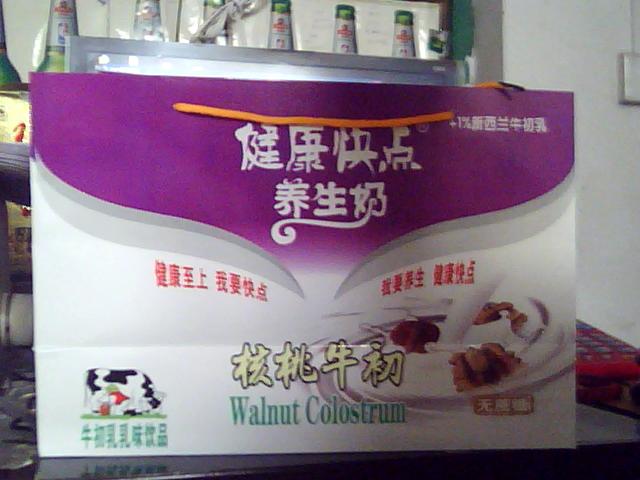 健康快点®
+1%新西兰牛初乳
养生奶
健康至上 我要快点
我要养生 健康快点
核桃牛初
Walnut Colostrum
无蔗糖
牛初乳乳味饮品